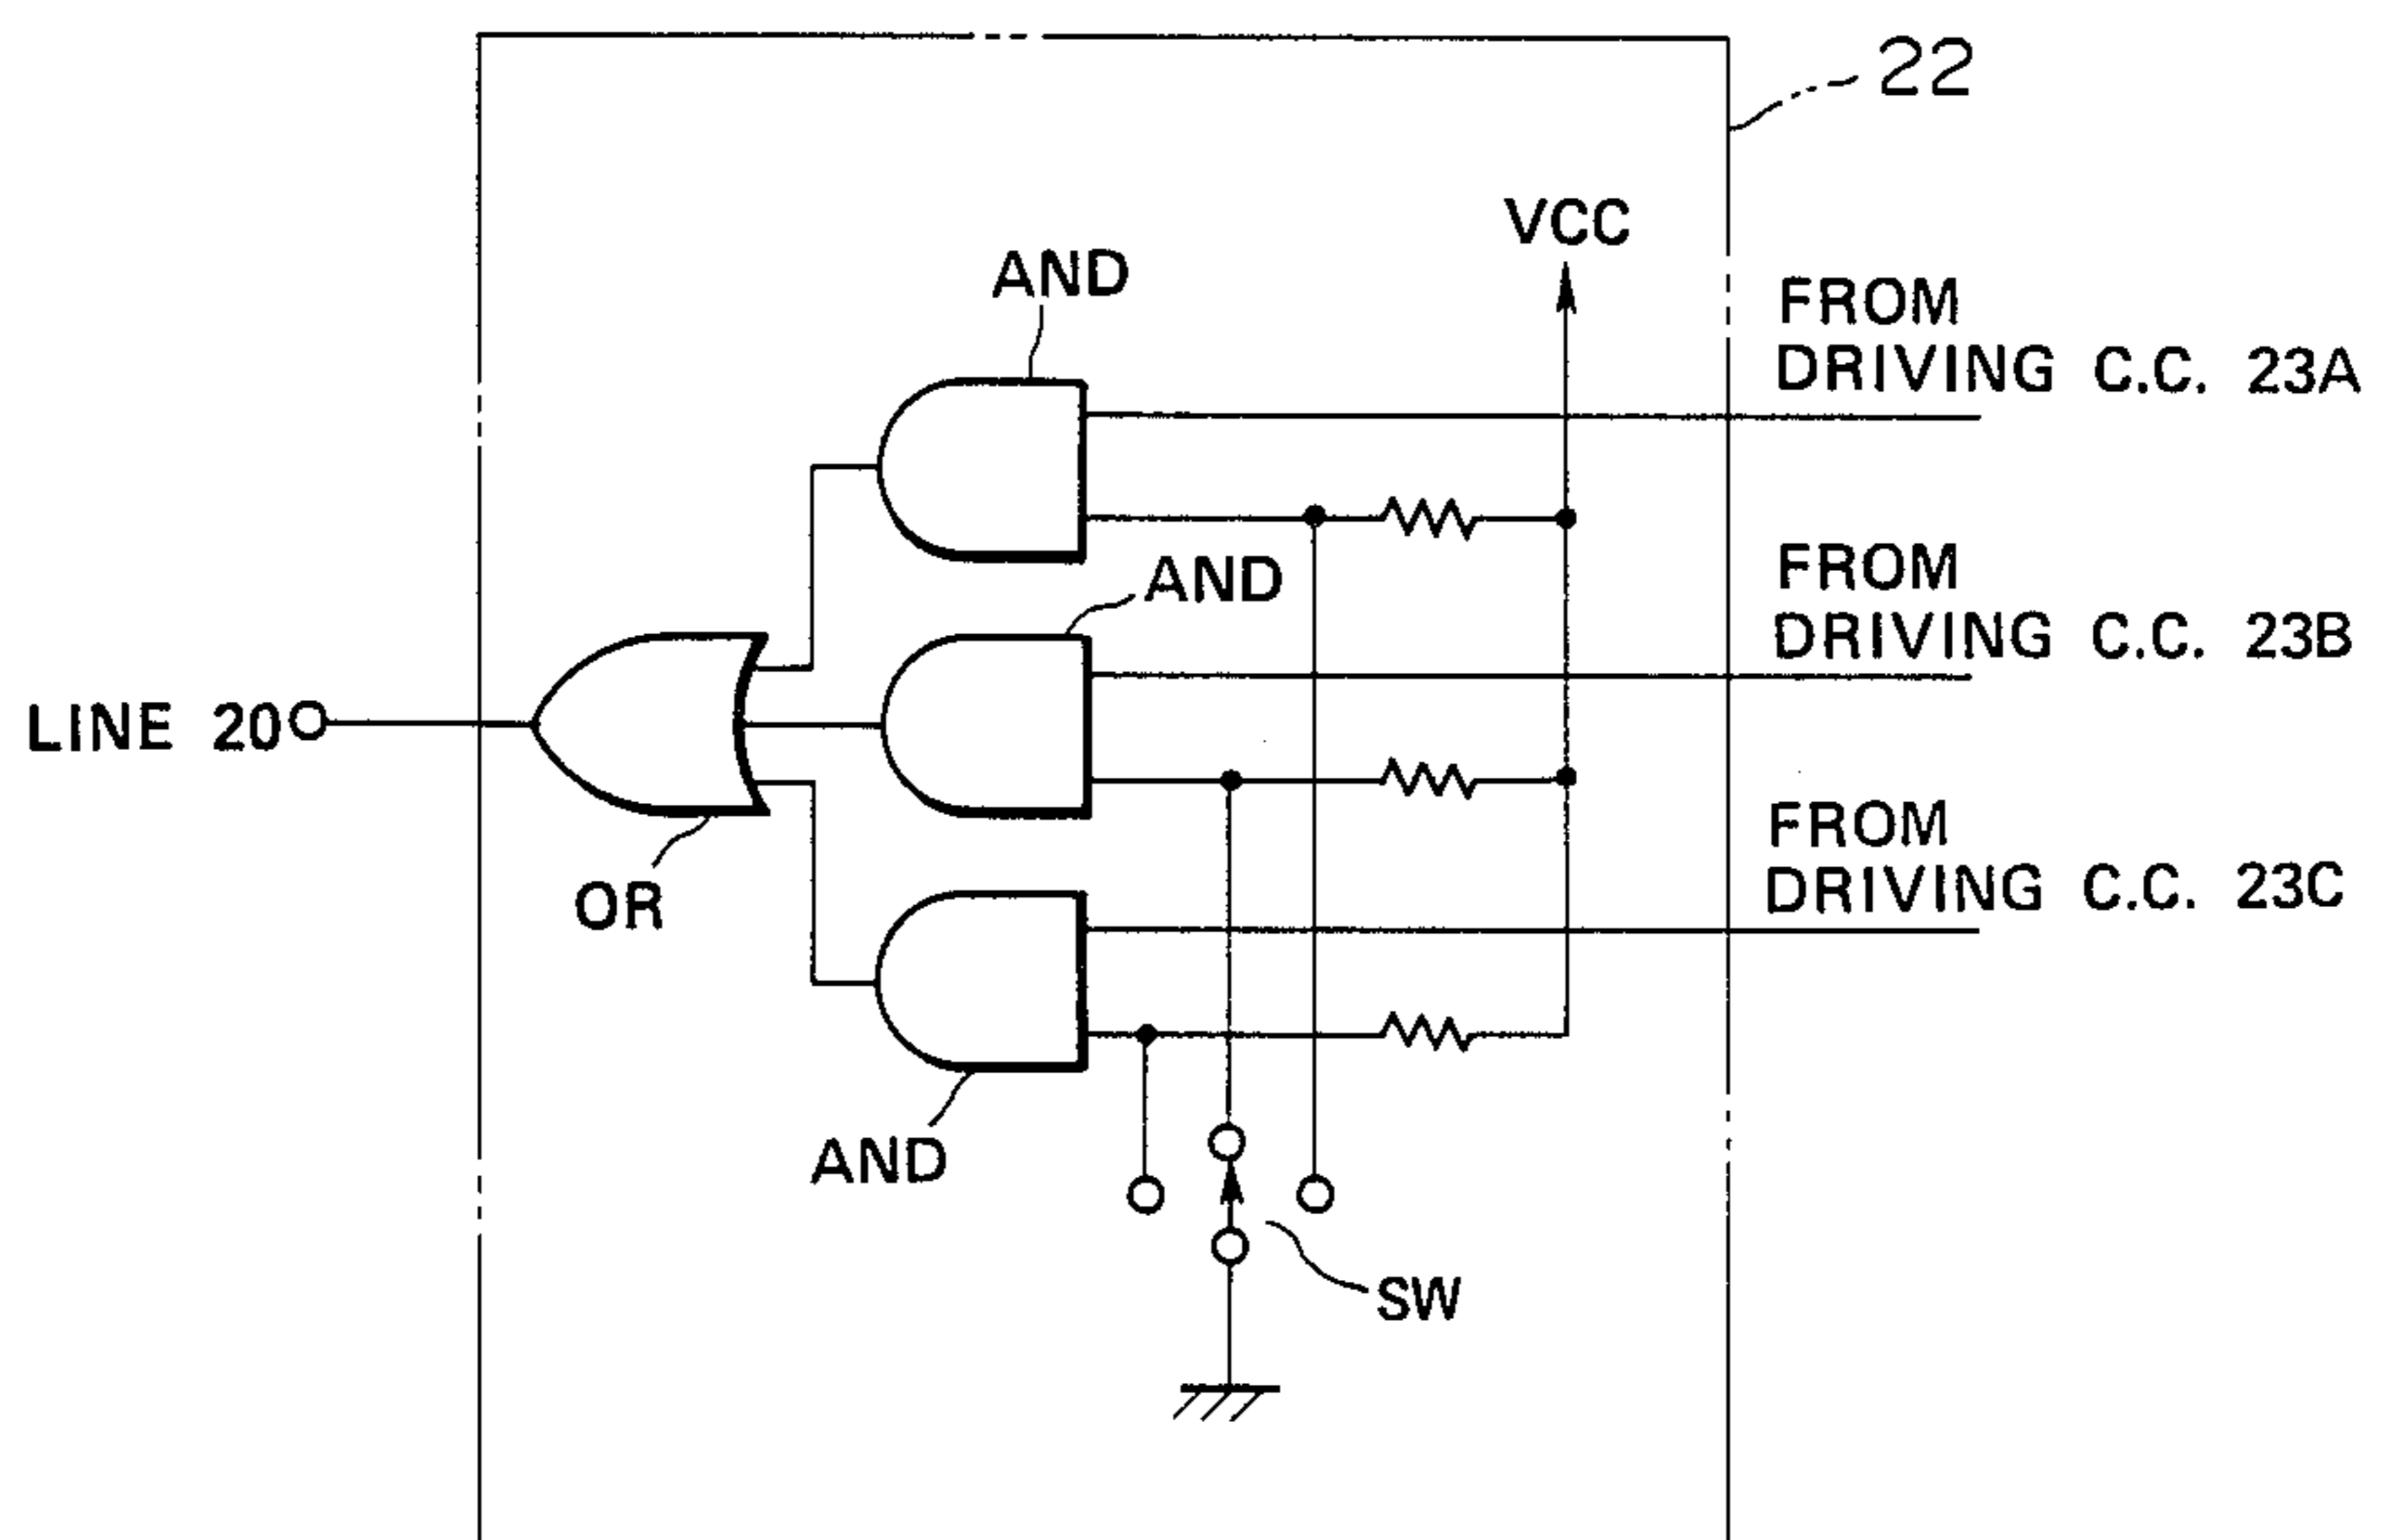 22
VCC
AND
FROM
DRIVING C.C. 23A
AND
FROM
DRIVING C.C. 23B
LINE 20
FROM
DRIVING C.C. 23C
OR
AND
SW